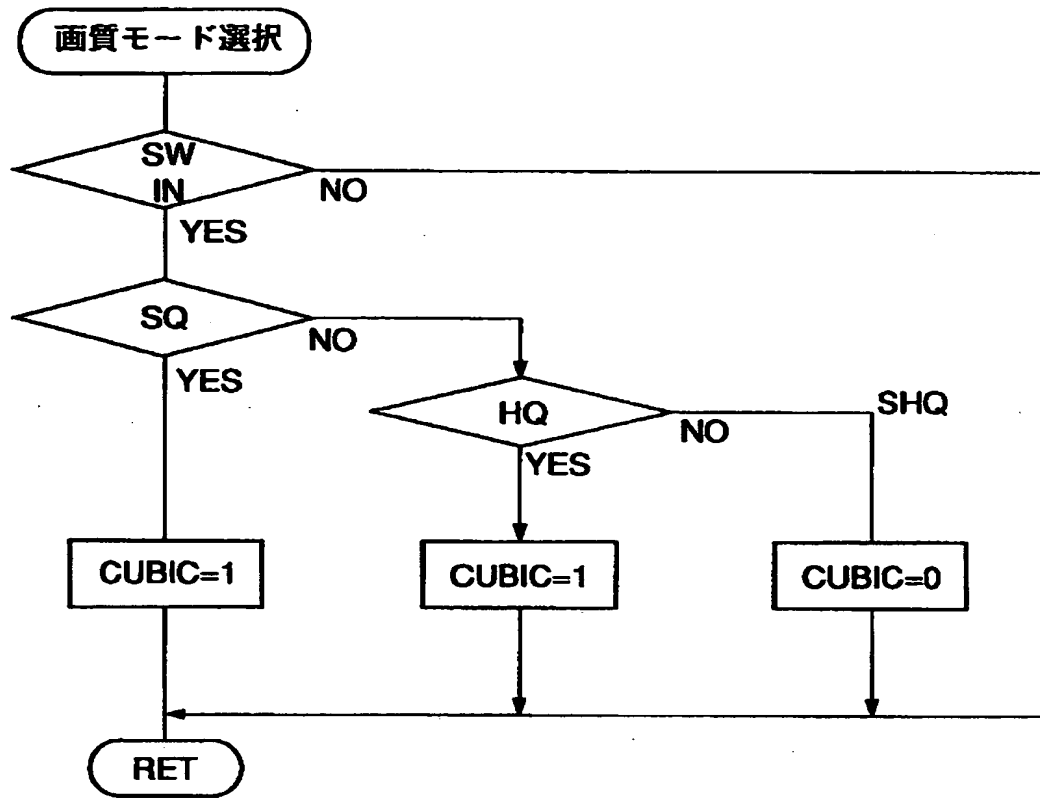 画質モード選択
SW
IN
NO
YES
SQ
NO
YES
HQ
NO
SHQ
YES
CUBIC=1
CUBIC=1
CUBIC=0
RET